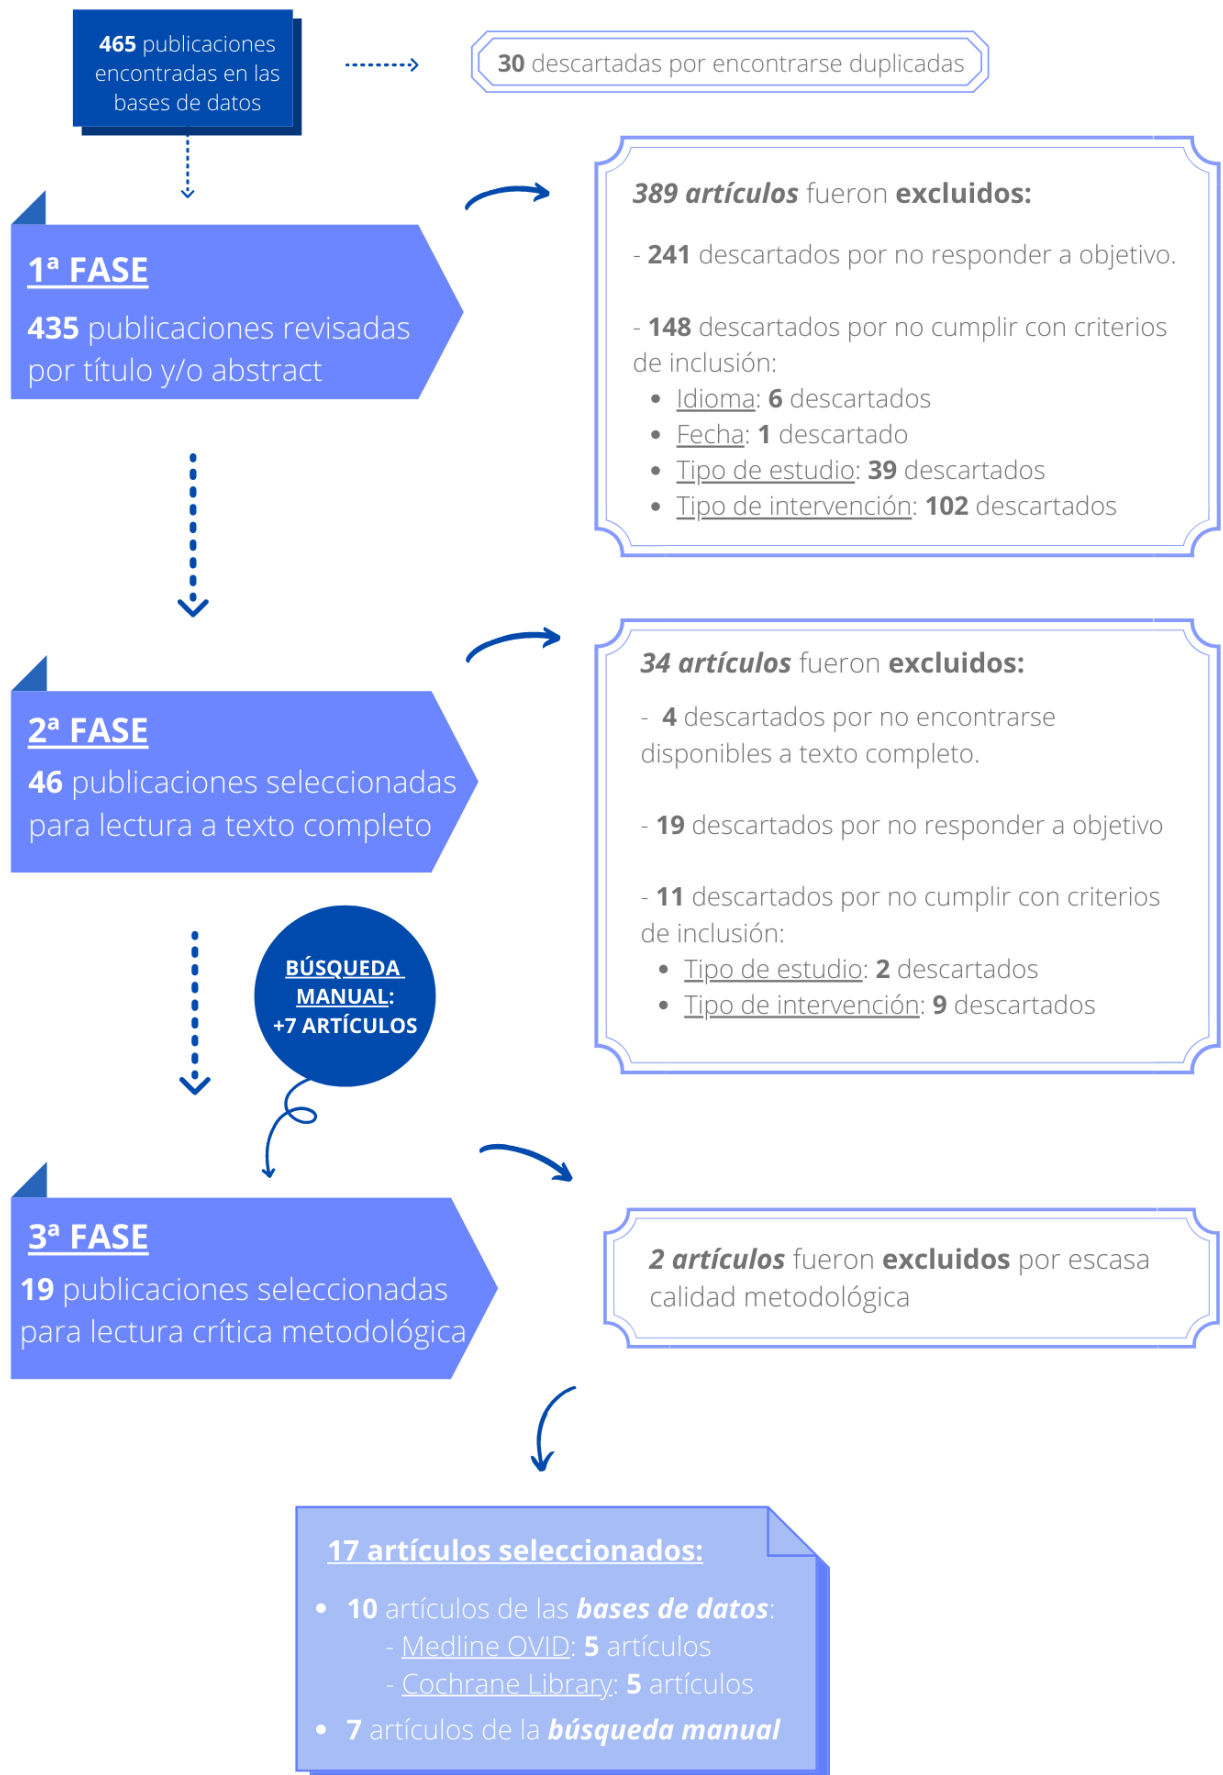 465 publicaciones
encontradas en las
bases de datos
30 descartadas por encontrarse duplicadas
1ª FASE
435 publicaciones revisadas
por título y/o abstract
389 artículos fueron excluidos:
- 241 descartados por no responder a objetivo.
- 148 descartados por no cumplir con criterios
de inclusión:
• Idioma: 6 descartados
• Fecha: 1 descartado
• Tipo de estudio: 39 descartados
• Tipo de intervención: 102 descartados
2ª FASE
46 publicaciones seleccionadas
para lectura a texto completo
34 artículos fueron excluidos:
- 4 descartados por no encontrarse
disponibles a texto completo.
- 19 descartados por no responder a objetivo
- 11 descartados por no cumplir con criterios
de inclusión:
• Tipo de estudio: 2 descartados
• Tipo de intervención: 9 descartados
BÚSQUEDA
MANUAL:
+7 ARTÍCULOS
3ª FASE
19 publicaciones seleccionadas
para lectura crítica metodológica
2 artículos fueron excluidos por escasa
calidad metodológica
17 artículos seleccionados:
• 10 artículos de las bases de datos:
- Medline OVID: 5 artículos
- Cochrane Library: 5 artículos
• 7 artículos de la búsqueda manual